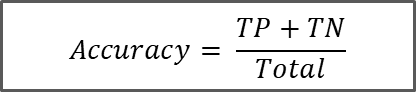 Accuracy = TP + TN / Total